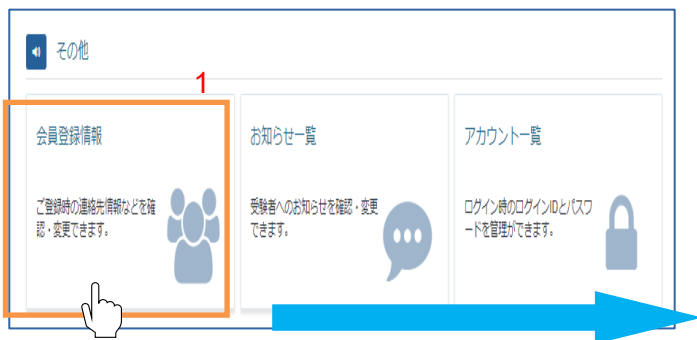 その他
1
会員登録情報
ご登録時の連絡先情報などを確
認・変更できます。
お知らせ一覧
受験者へのお知らせを確認・変更
できます。
アカウント一覧
ログイン時のログインIDとパスワ
ードを管理ができます。